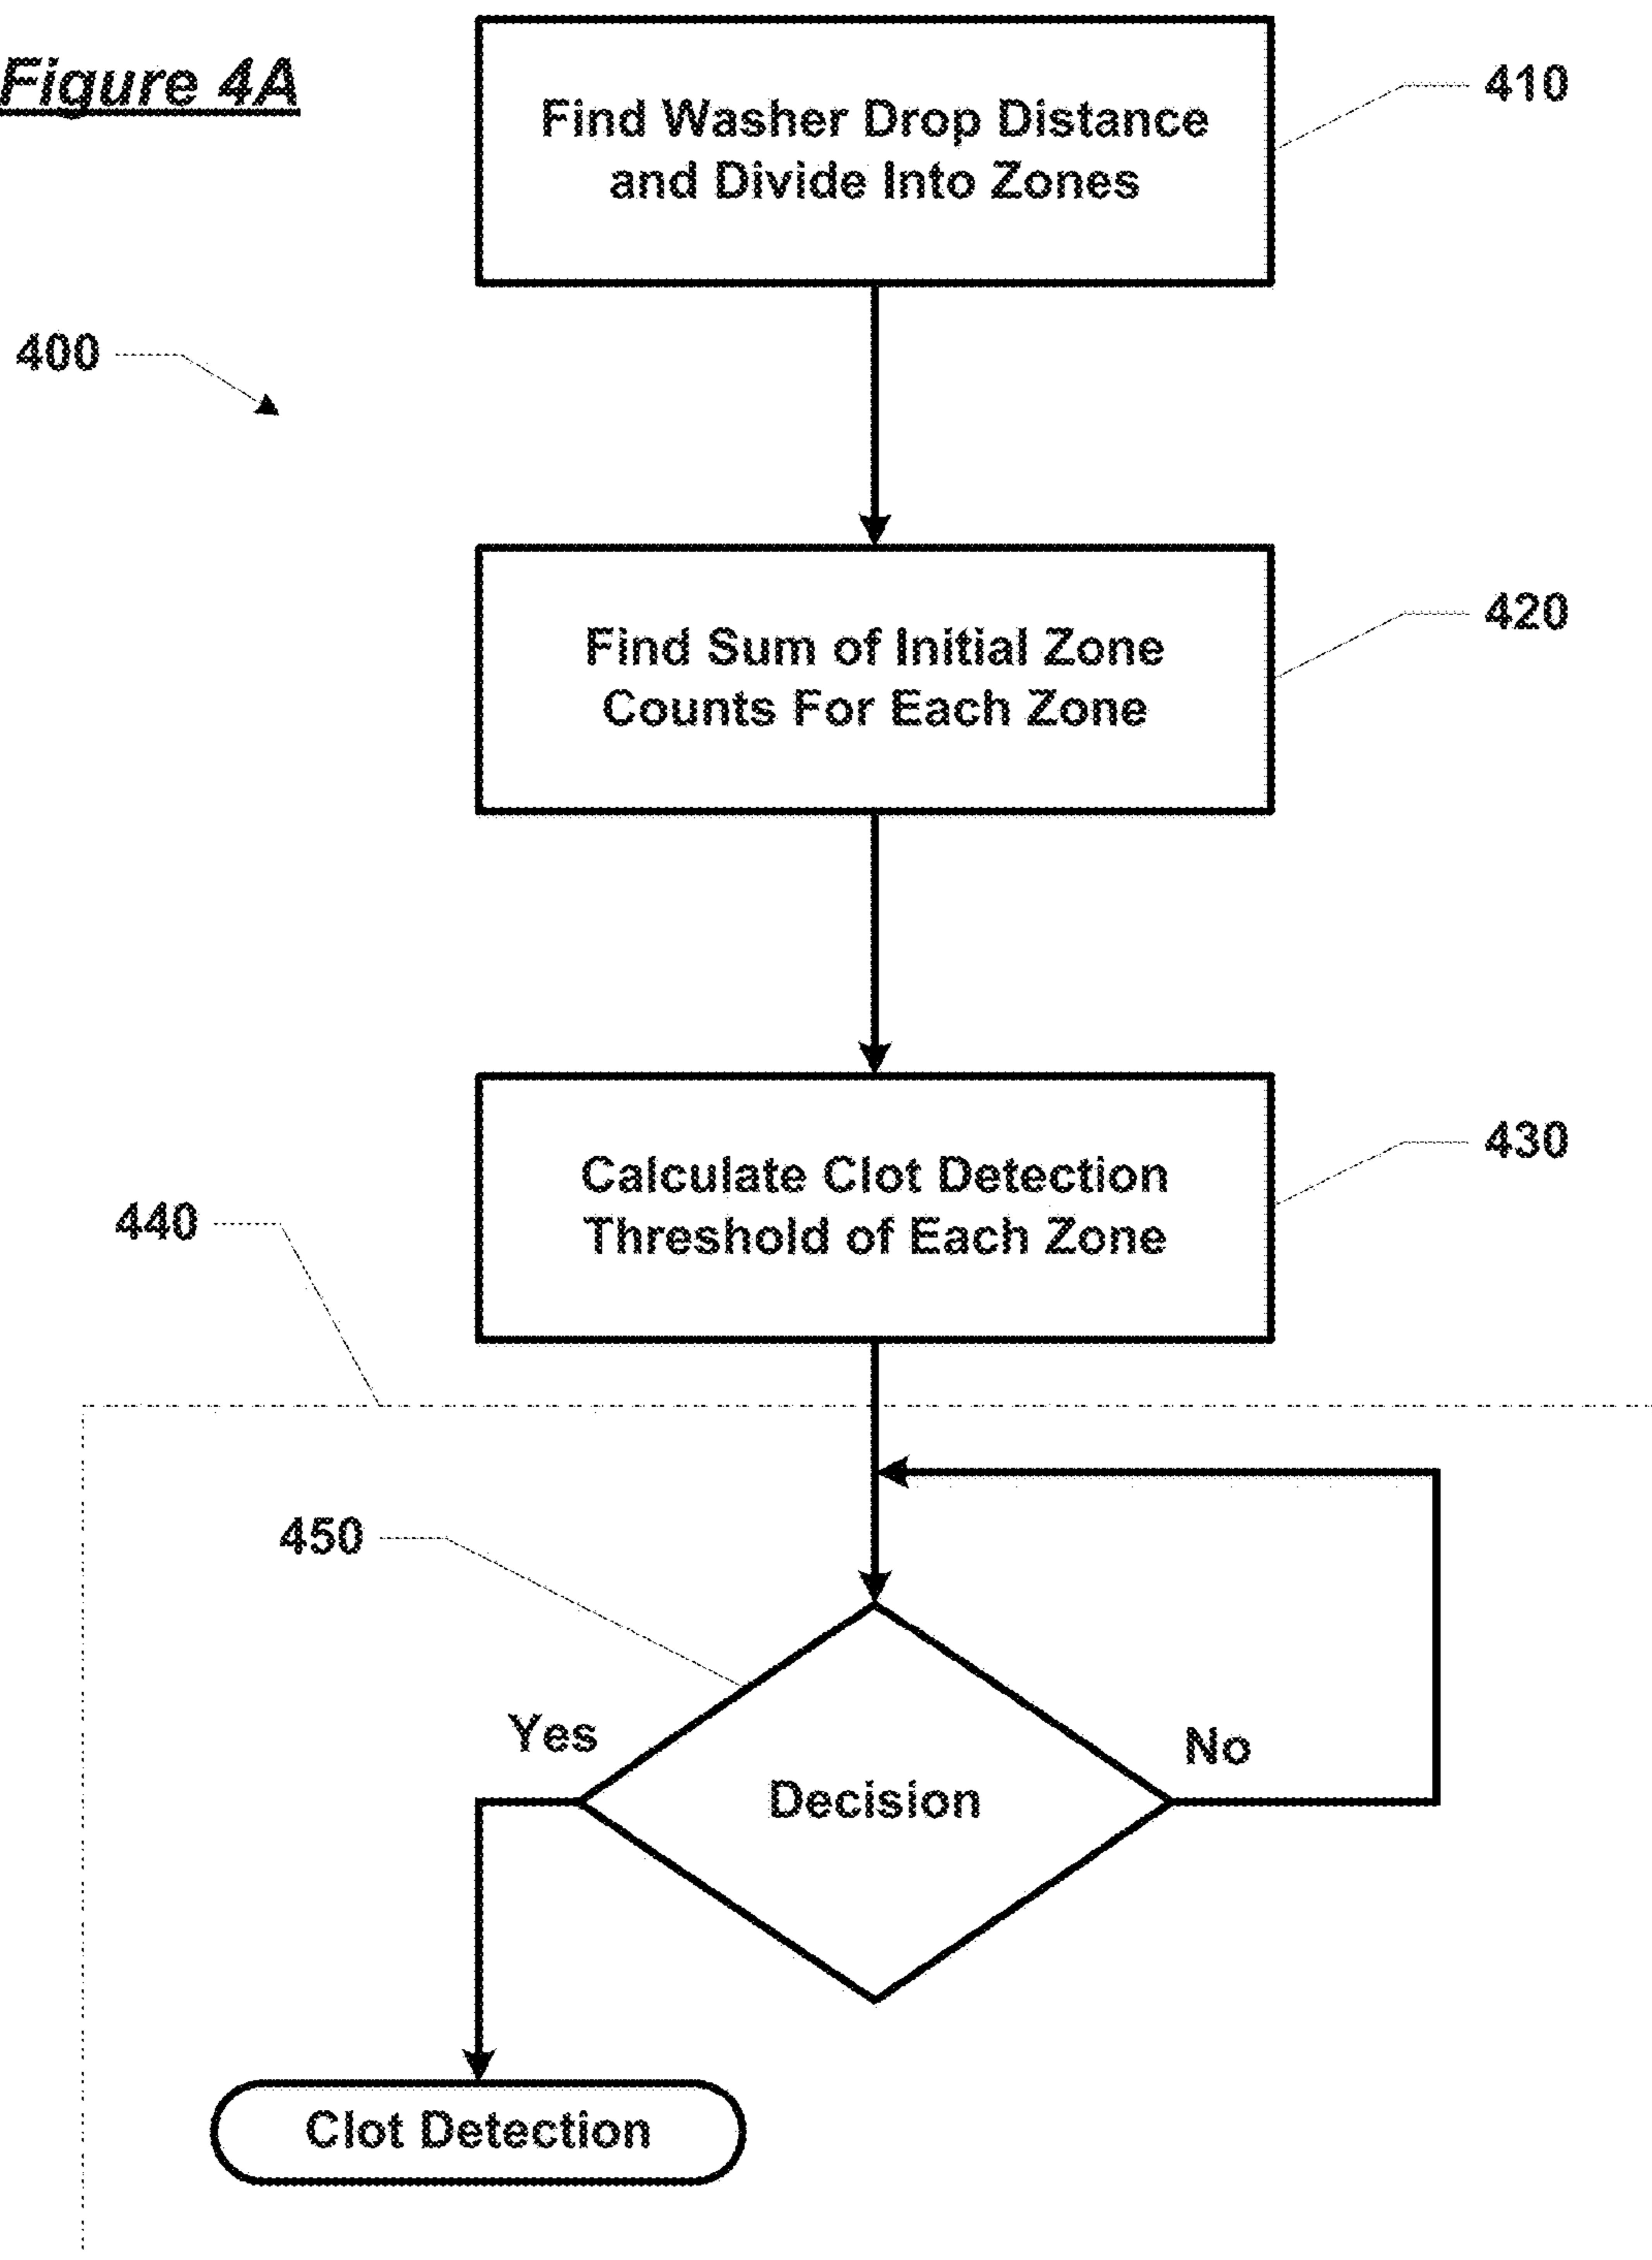 Figure 4A
Find Washer Drop Distance
and Divide Into Zones
410
400
Find Sum of Initial Zone
Counts For Each Zone
420
Calculate Clot Detection
Threshold of Each Zone
430
440
450
Yes
No
Decision
Clot Detection